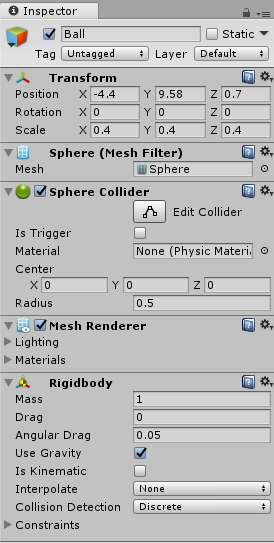 Inspector
Ball Static
Tag Untagged Layer Default
Transform
Position X -4.4 Y 9.58 Z 0.7
Rotation X 0 Y 0 Z 0
Scale X 0.4 Y 0.4 Z 0.4
Sphere (Mesh Filter)
Mesh Sphere
Sphere Collider
Edit Collider
Is Trigger
Material None (Physic Materia
Center
X 0 Y 0 Z 0
Radius 0.5
Mesh Renderer
Lighting
Materials
Rigidbody
Mass 1
Drag 0
Angular Drag 0.05
Use Gravity
Is Kinematic
Interpolate None
Collision Detection Discrete
Constraints